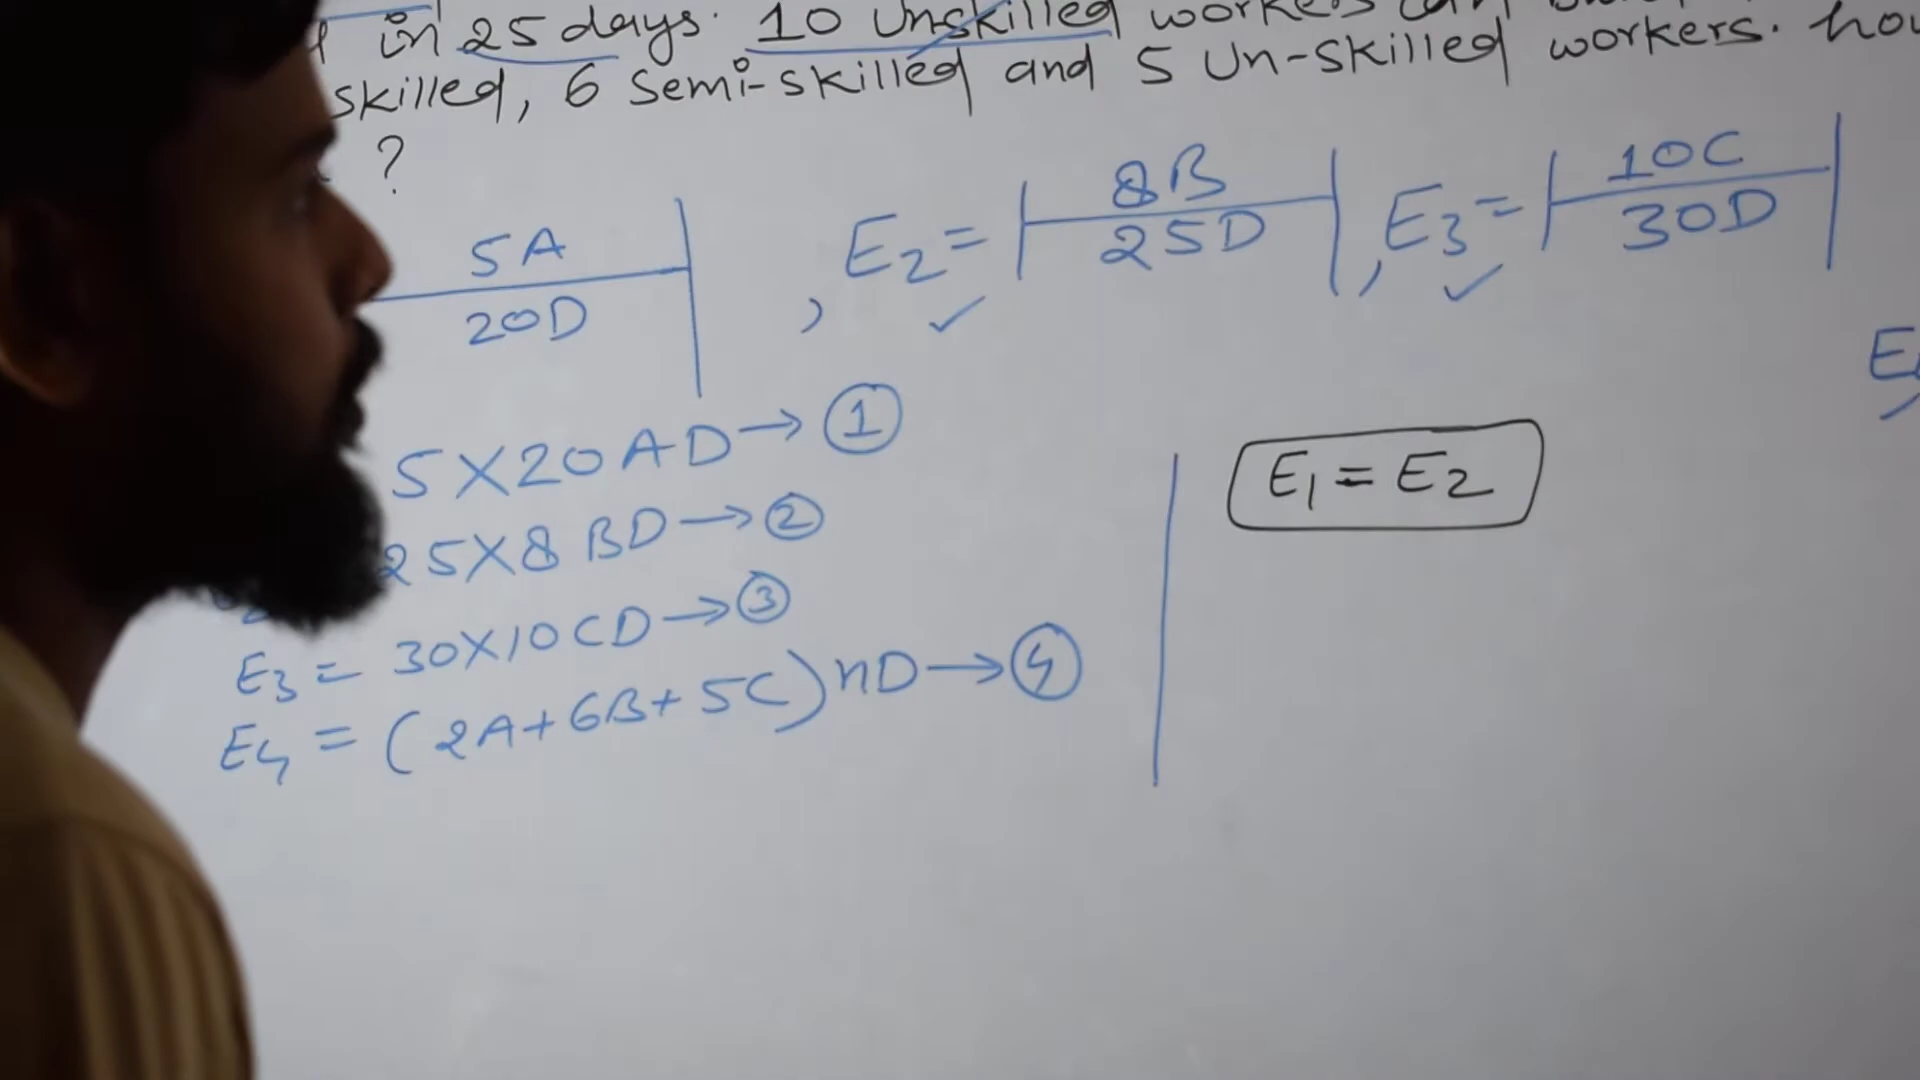 in 25 days. 10 Unskilled workers can
skilled, 6 Semi-skilled and 5 Un-skilled workers. how
?
5A
20D
, E2 = 8B
25D
, E3 = 10C
30D
5X20AD → 1
25X8 BD → 2
E3 = 30X10CD → 3
E4 = (2A+6B+5C)nD → 4
E1 = E2